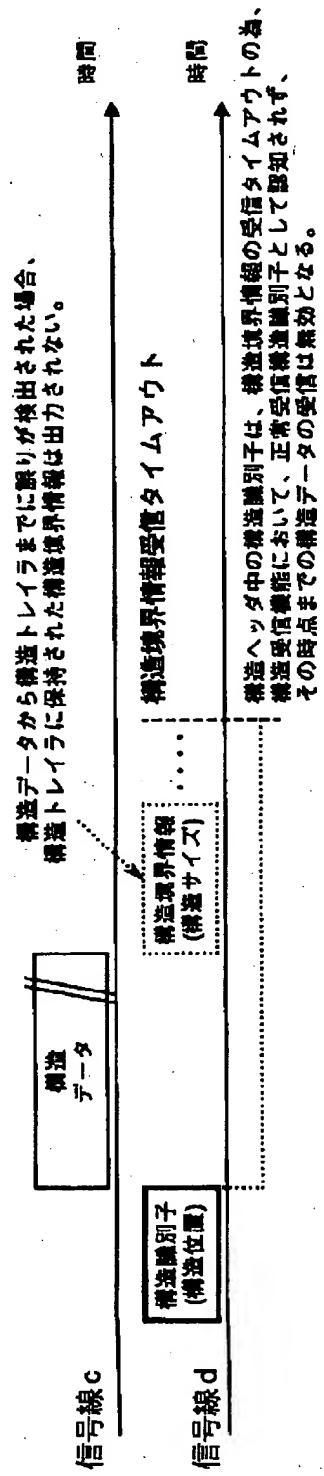 構造データから構造トレイラまでに誤りが検出された場合、
構造トレイラに保持された構造境界情報は出力されない。
信号線c
構造
データ
時間
構造境界情報受信タイムアウト
信号線d
構造識別子
(構造位置)
構造境界情報
(構造サイズ)
時間
構造ヘッダ中の構造識別子は、構造境界情報の受信タイムアウトの為、
構造受信機能において、正常受信構造識別子として認知されず、
その時点までの構造データの受信は無効となる。